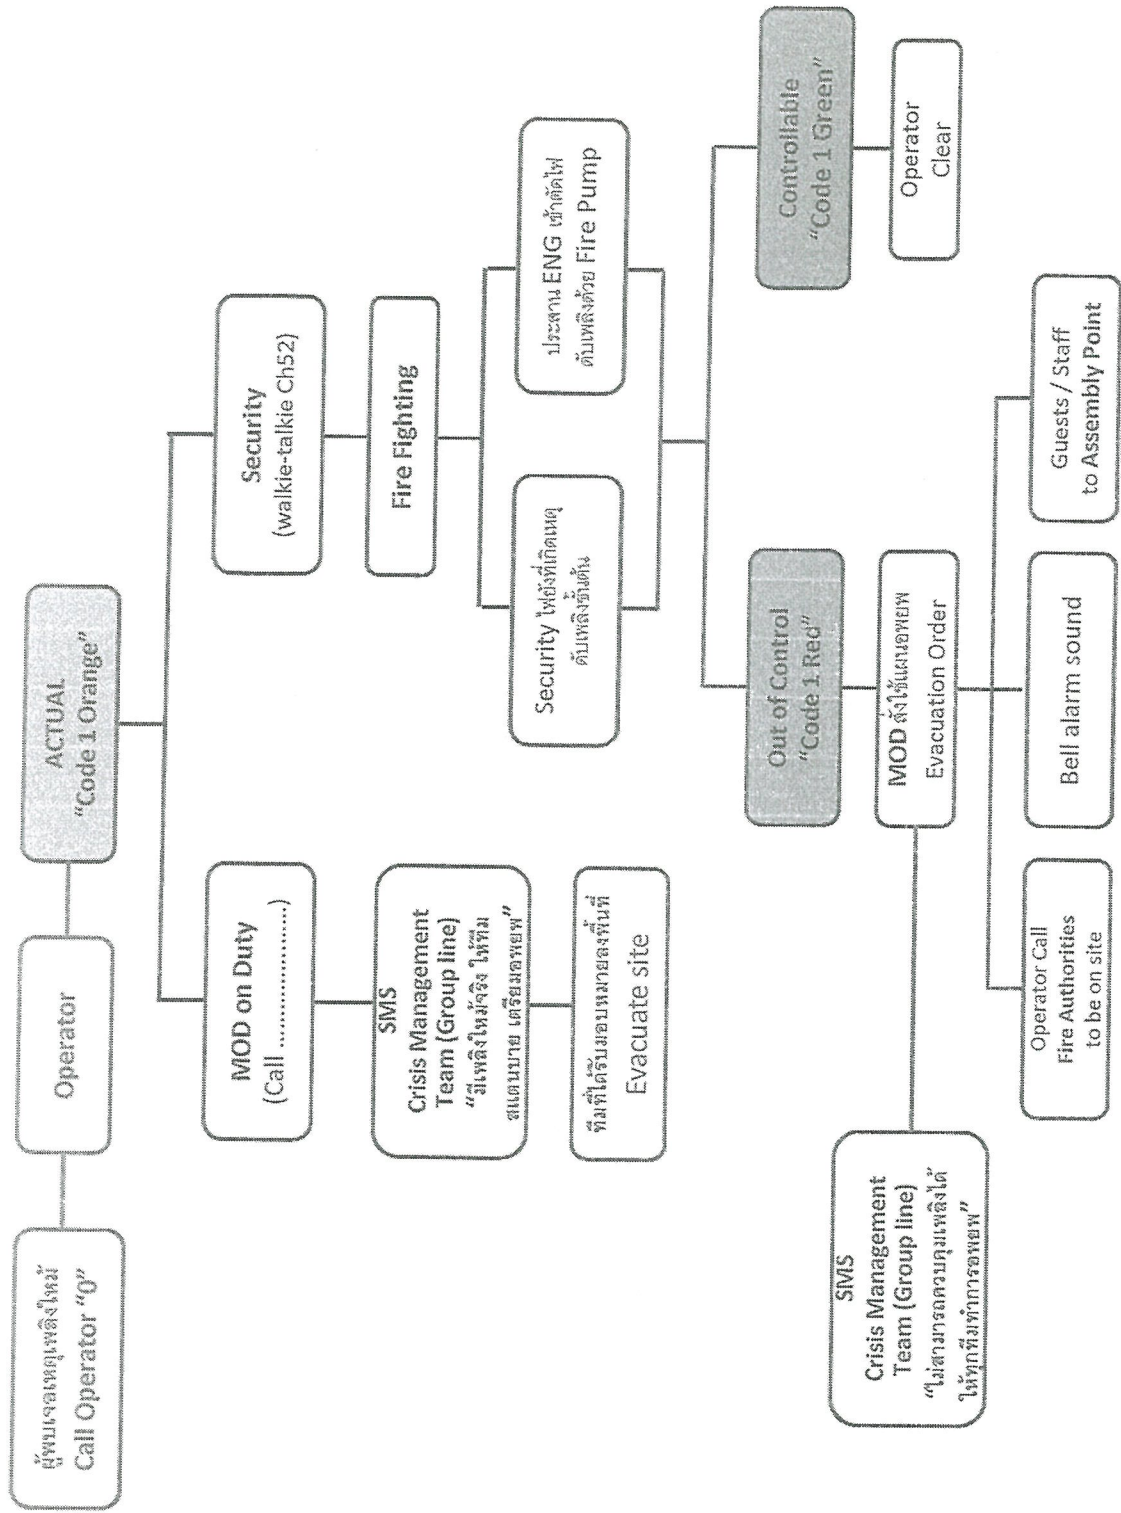 ผู้พบเจอเหตุเพลิงไหม้
Call Operator "0"
Operator
ACTUAL
"Code 1 Orange"
MOD on Duty
(Call ....................)
SMS
Crisis Management
Team (Group line)
"มีเพลิงไหม้จริง ให้ทีม
สแตนบาย เตรียมอพยพ"
ทีมที่ได้รับมอบหมายลงพื้นที่
Evacuate site
Security
(walkie-talkie Ch52)
Fire Fighting
Security ไปยังที่เกิดเหตุ
ดับเพลิงขั้นต้น
ประสาน ENG เข้าตัดไฟ
ดับเพลิงด้วย Fire Pump
Out of Control
"Code 1 Red"
Controllable
"Code 1 Green"
MOD สั่งใช้แผนอพยพ
Evacuation Order
Operator
Clear
SMS
Crisis Management
Team (Group line)
"ไม่สามารถควบคุมเพลิงได้
ให้ทุกทีมทำการอพยพ"
Operator Call
Fire Authorities
to be on site
Bell alarm sound
Guests / Staff
to Assembly Point